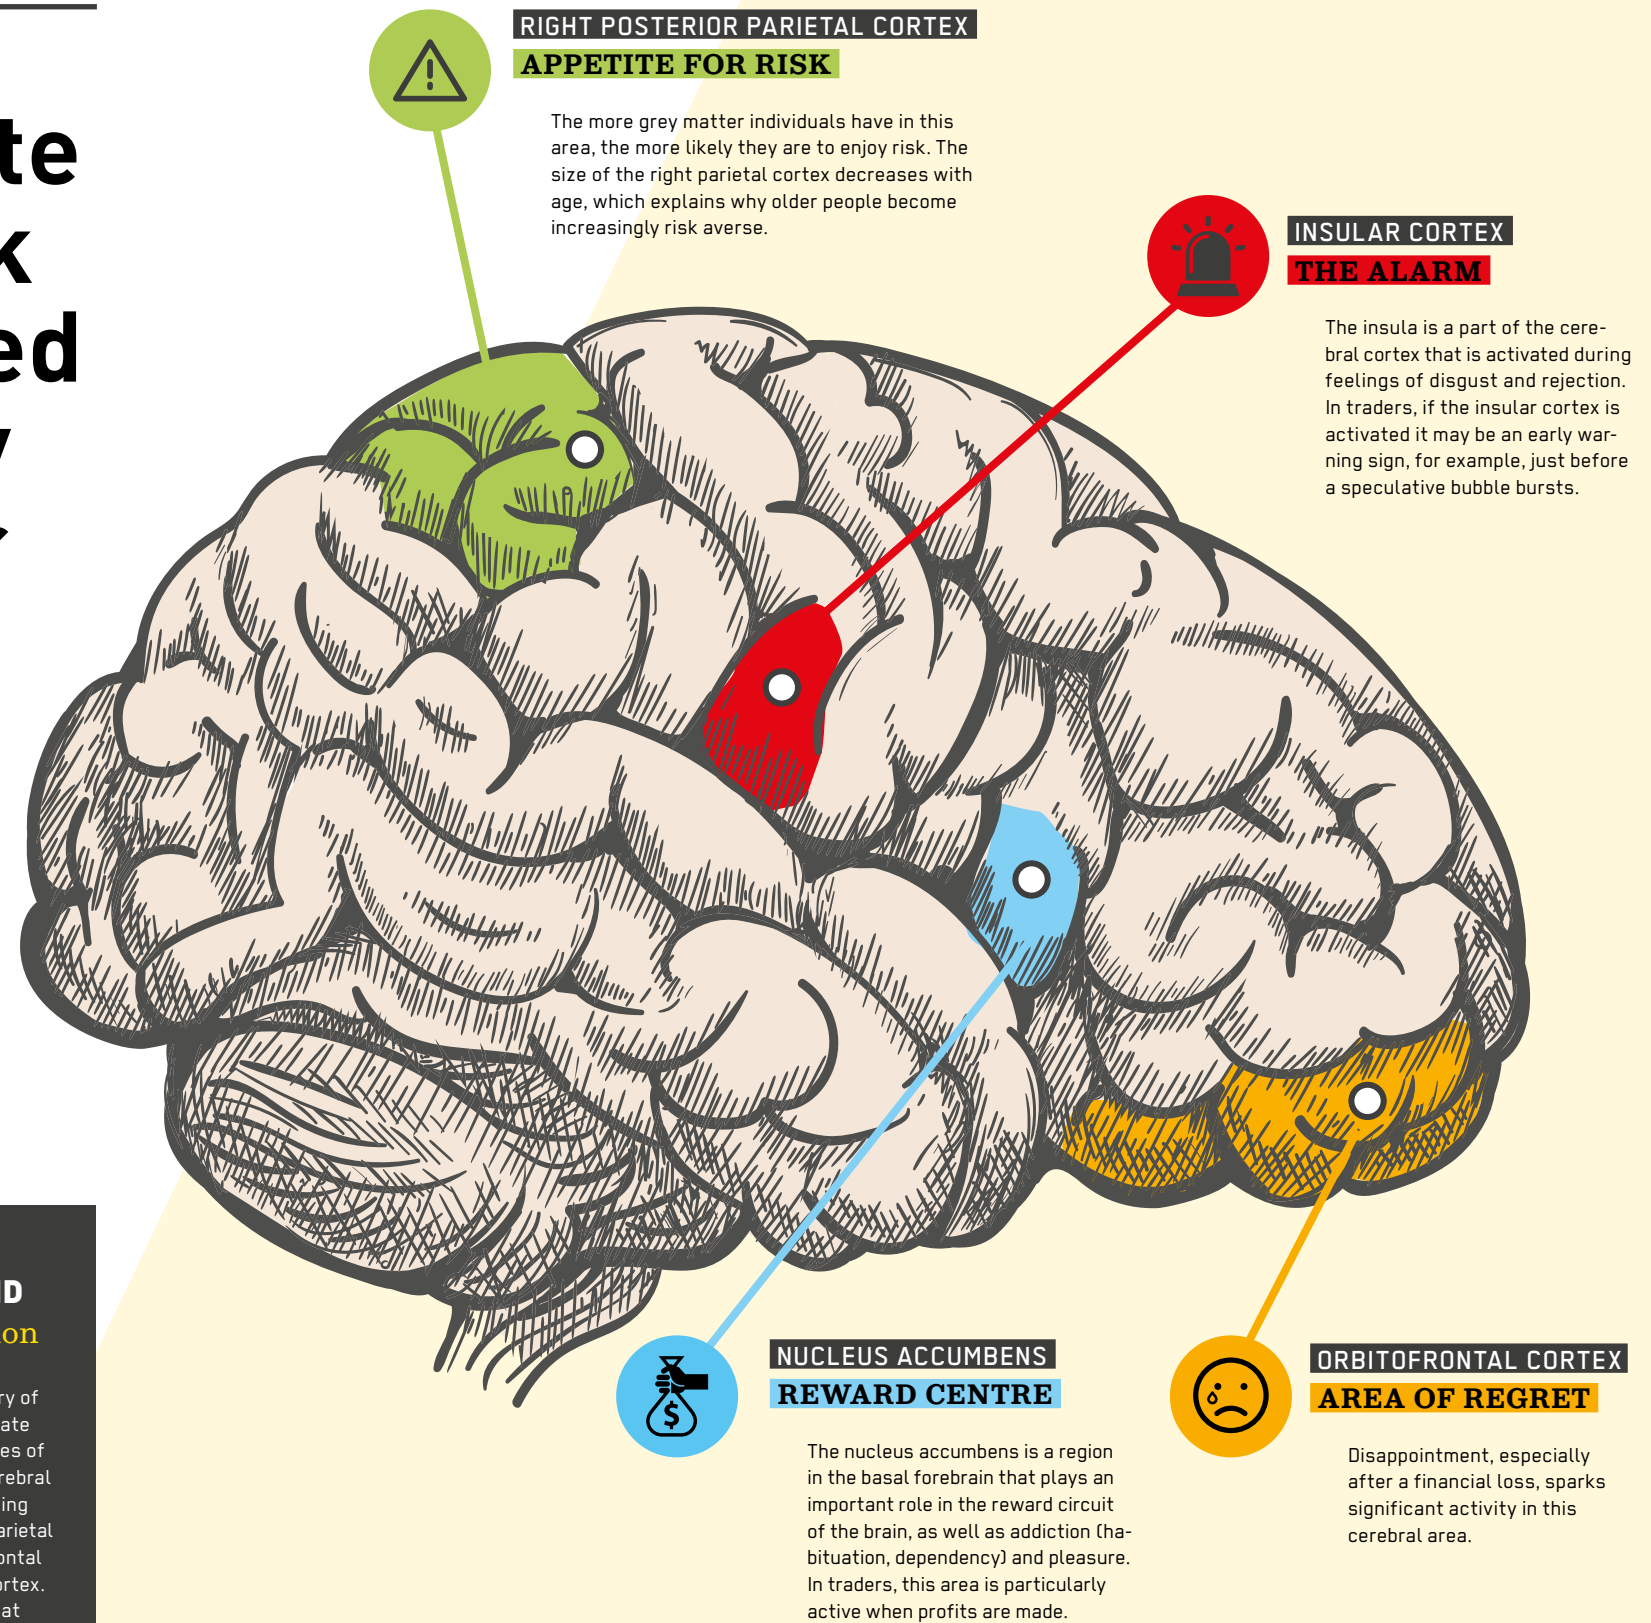 RIGHT POSTERIOR PARIETAL CORTEX
APPETITE FOR RISK
The more grey matter individuals have in this
area, the more likely they are to enjoy risk. The
size of the right parietal cortex decreases with
age, which explains why older people become
increasingly risk averse.
INSULAR CORTEX
THE ALARM
The insula is a part of the cere-
bral cortex that is activated during
feelings of disgust and rejection.
In traders, if the insular cortex is
activated it may be an early war-
ning sign, for example, just before
a speculative bubble bursts.
te
k
ed
y
ID
on
ry of
ate
es of
rebral
ing
arietal
ontal
ortex.
at
$
NUCLEUS ACCUMBENS
REWARD CENTRE
The nucleus accumbens is a region
in the basal forebrain that plays an
important role in the reward circuit
of the brain, as well as addiction (ha-
bituation, dependency) and pleasure.
In traders, this area is particularly
active when profits are made.
ORBITOFRONTAL CORTEX
AREA OF REGRET
Disappointment, especially
after a financial loss, sparks
significant activity in this
cerebral area.